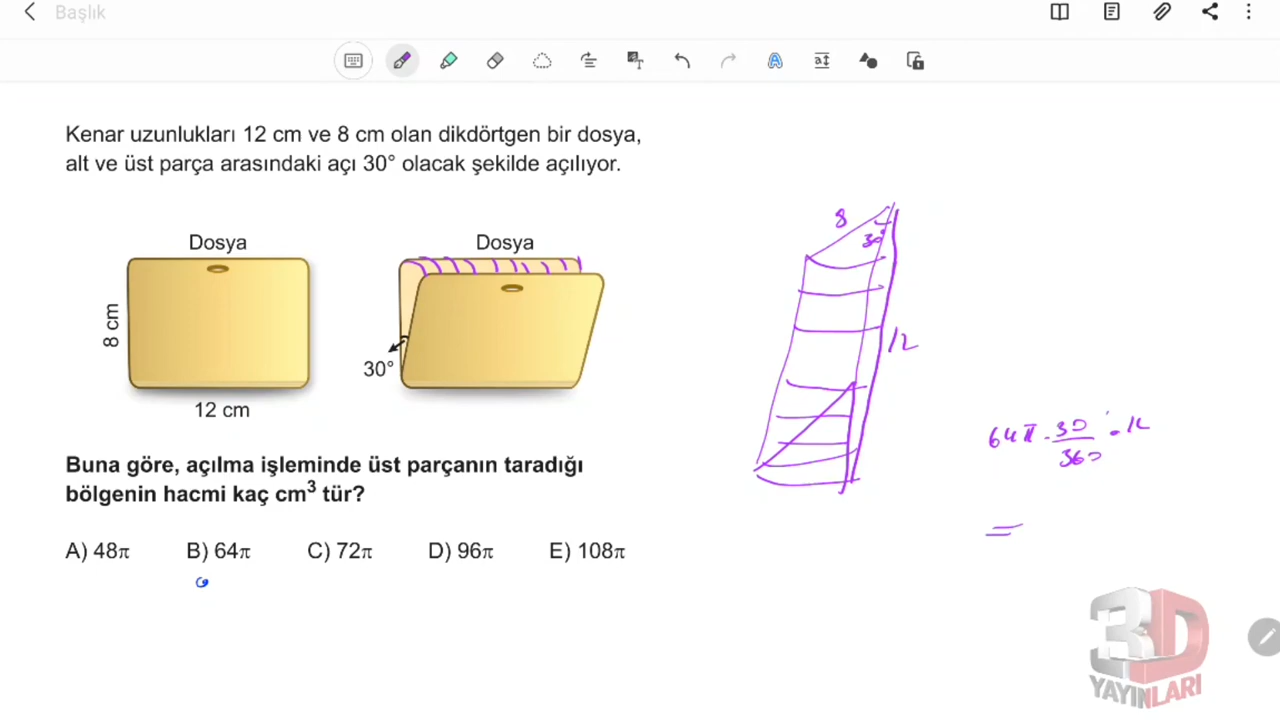 Başlık
Kenar uzunlukları 12 cm ve 8 cm olan dikdörtgen bir dosya,
alt ve üst parça arasındaki açı 30° olacak şekilde açılıyor.
Dosya
8 cm
12 cm
Dosya
30°
8
30°
12
64π · 30/360 · 12
=
Buna göre, açılma işleminde üst parçanın taradığı
bölgenin hacmi kaç cm³ tür?
A) 48π B) 64π C) 72π D) 96π E) 108π
3D
YAYINLARI